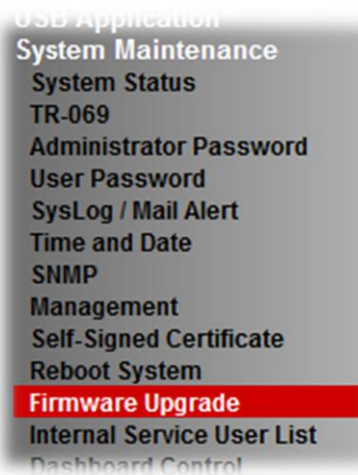 USB Application
System Maintenance
System Status
TR-069
Administrator Password
User Password
SysLog / Mail Alert
Time and Date
SNMP
Management
Self-Signed Certificate
Reboot System
Firmware Upgrade
Internal Service User List
Dashboard Control